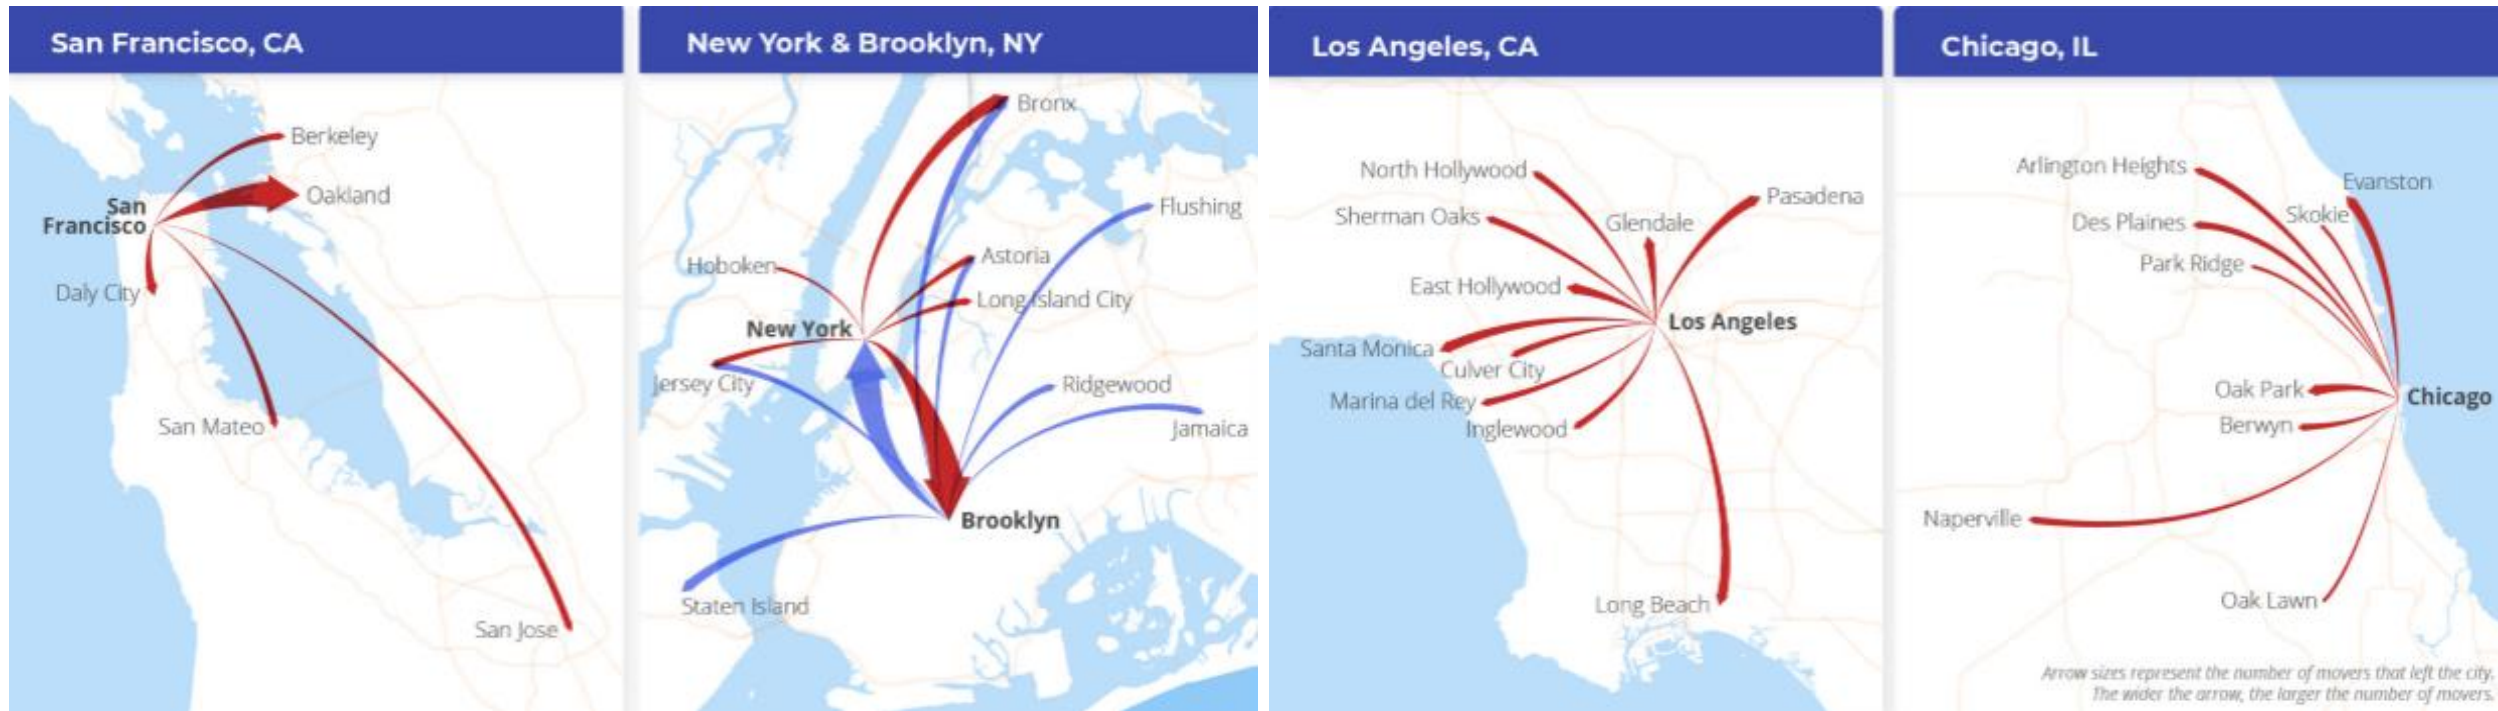 San Francisco, CA
Berkeley
Oakland
San
Francisco
Daly City
San Mateo
San Jose
New York & Brooklyn, NY
Bronx
Flushing
Astoria
Hoboken
Long Island City
New York
Jersey City
Ridgewood
Jamaica
Brooklyn
Staten Island
Los Angeles, CA
North Hollywood
Pasadena
Sherman Oaks
Glendale
East Hollywood
Los Angeles
Santa Monica
Culver City
Marina del Rey
Inglewood
Long Beach
Chicago, IL
Arlington Heights
Evanston
Skokie
Des Plaines
Park Ridge
Oak Park
Chicago
Berwyn
Naperville
Oak Lawn
Arrow sizes represent the number of movers that left the city.
The wider the arrow, the larger the number of movers.